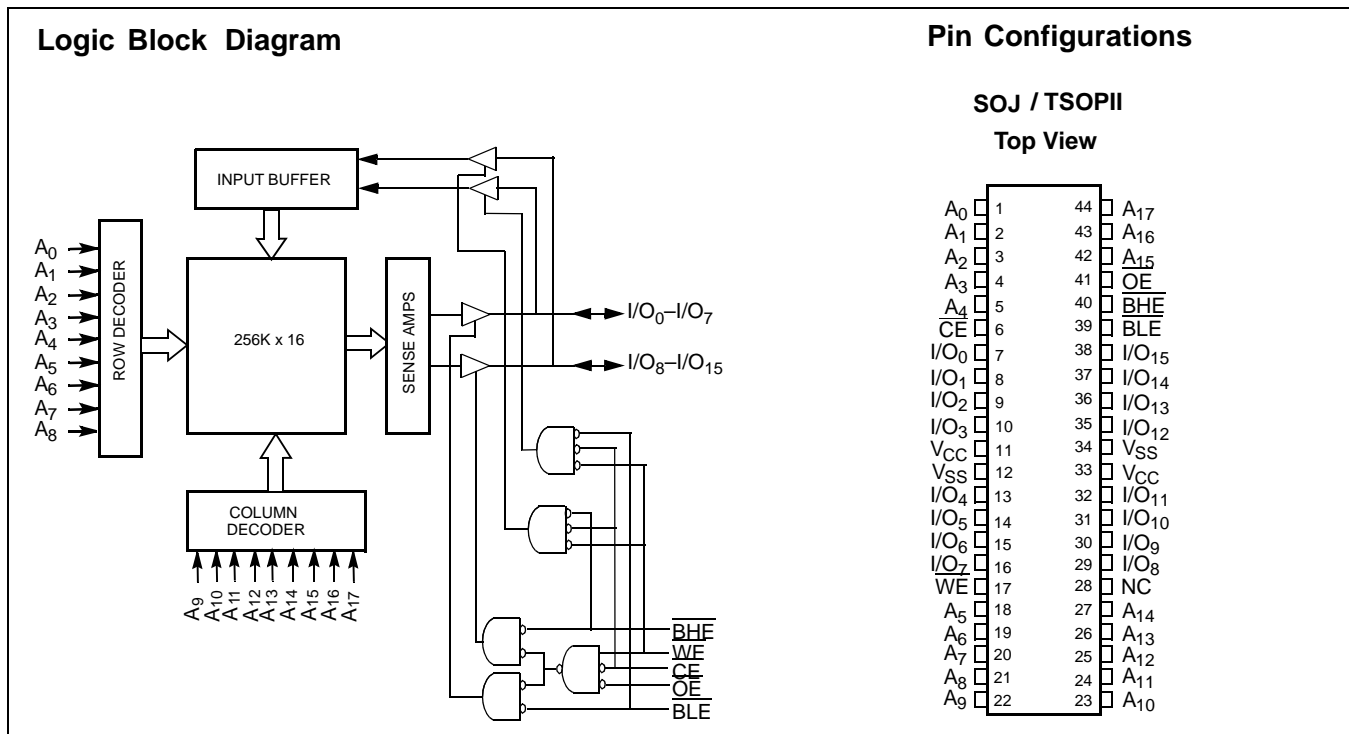 Logic Block Diagram
INPUT BUFFER
A0
A1
A2
A3
A4
A5
A6
A7
A8
ROW DECODER
256K x 16
SENSE AMPS
I/O0–I/O7
I/O8–I/O15
COLUMN
DECODER
A9
A10
A11
A12
A13
A14
A15
A16
A17
BHE
WE
CE
OE
BLE
Pin Configurations
SOJ / TSOPII
Top View
A0 1 44 A17
A1 2 43 A16
A2 3 42 A15
A3 4 41 OE
A4 5 40 BHE
CE 6 39 BLE
I/O0 7 38 I/O15
I/O1 8 37 I/O14
I/O2 9 36 I/O13
I/O3 10 35 I/O12
VCC 11 34 VSS
VSS 12 33 VCC
I/O4 13 32 I/O11
I/O5 14 31 I/O10
I/O6 15 30 I/O9
I/O7 16 29 I/O8
WE 17 28 NC
A5 18 27 A14
A6 19 26 A13
A7 20 25 A12
A8 21 24 A11
A9 22 23 A10